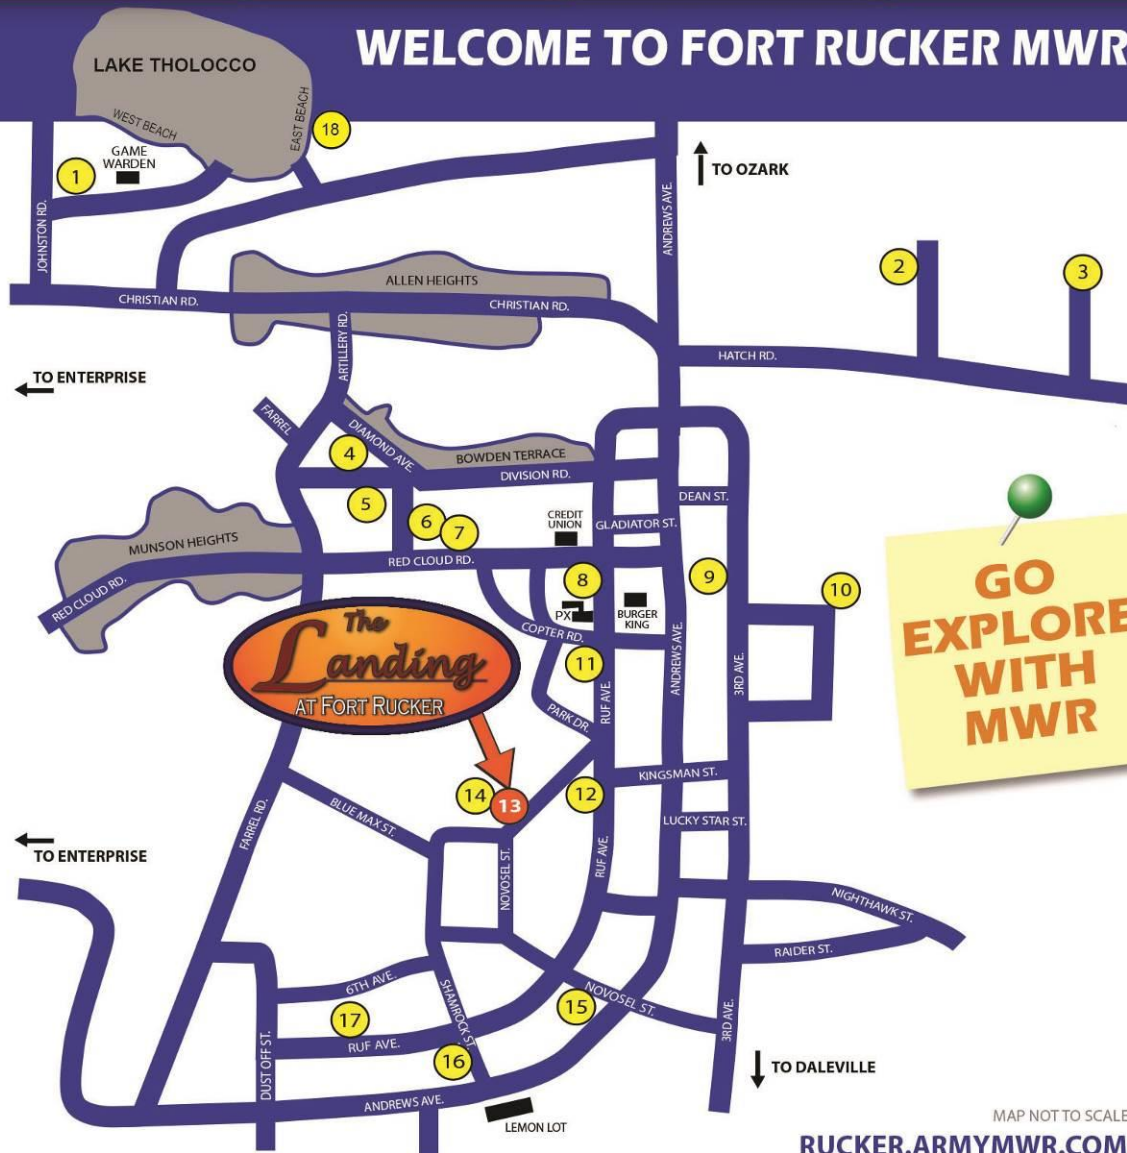 WELCOME TO FORT RUCKER MWR
LAKE THOLOCCO
WEST BEACH
EAST BEACH
18
GAME
WARDEN
1
TO OZARK
JOHNSTON RD.
ANDREWS AVE.
2
3
ALLEN HEIGHTS
CHRISTIAN RD.
CHRISTIAN RD.
ARTILLERY RD.
HATCH RD.
TO ENTERPRISE
FARREL
DIAMOND AVE.
4
BOWDEN TERRACE
DIVISION RD.
5
DEAN ST.
6
7
CREDIT
UNION
GLADIATOR ST.
MUNSON HEIGHTS
RED CLOUD RD.
RED CLOUD RD.
8
9
10
PX
BURGER
KING
COPTER RD.
GO
EXPLORE
WITH
MWR
The
Landing
AT FORT RUCKER
11
ANDREWS AVE.
3RD AVE.
RUF AVE.
PARK DR.
KINGSMAN ST.
14
13
12
BLUE MAX ST.
LUCKY STAR ST.
FARREL RD.
TO ENTERPRISE
NOVOSEL ST.
RUF AVE.
NIGHTHAWK ST.
RAIDER ST.
6TH AVE.
SHAMROCK ST.
15
NOVOSEL ST.
3RD AVE.
17
RUF AVE.
16
DUST OFF ST.
TO DALEVILLE
ANDREWS AVE.
LEMON LOT
MAP NOT TO SCALE
RUCKER.ARMYMWR.COM